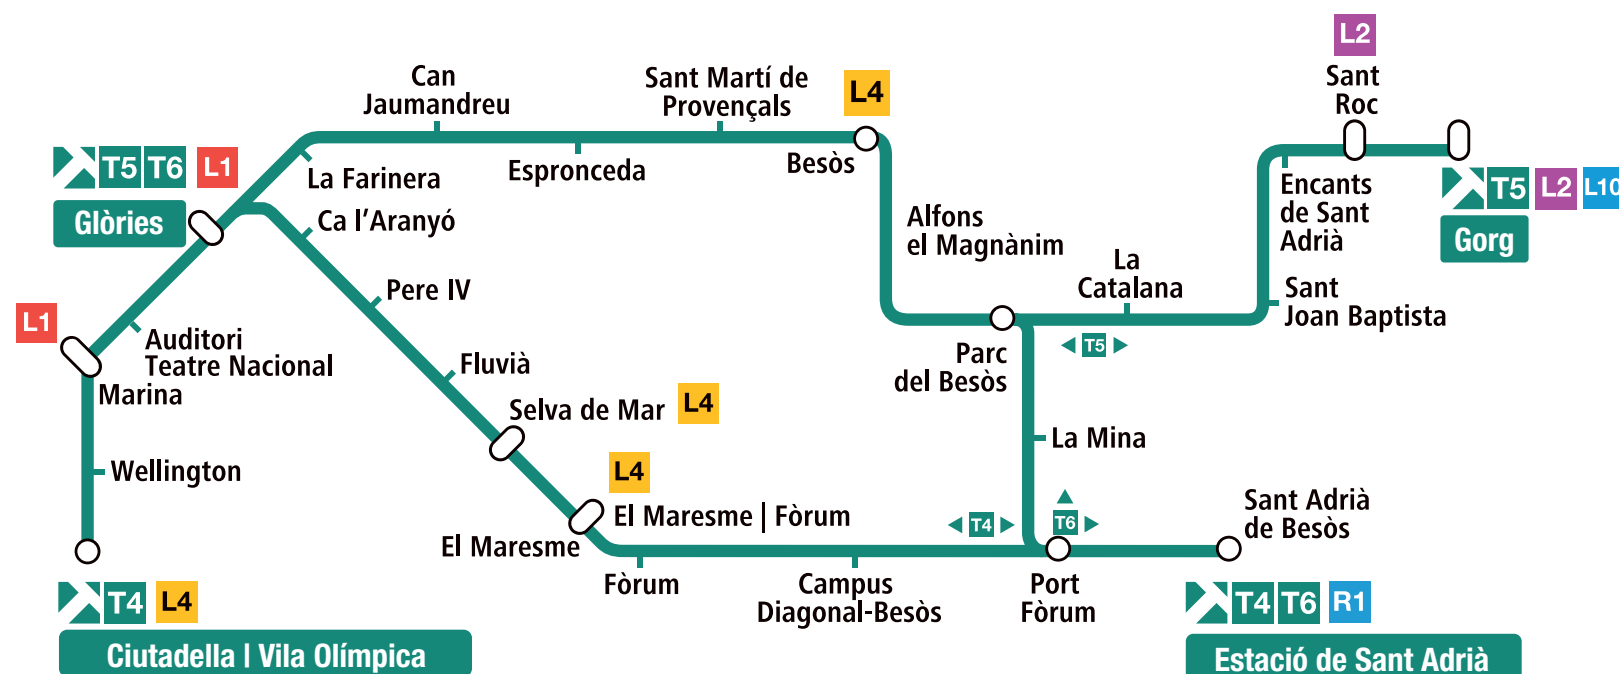 L2
Can
Jaumandreu
Sant Martí de
Provençals
L4
Sant
Roc
T5 T6 L1
Glòries
La Farinera
Espronceda
Besòs
Encants
de Sant
Adrià
T5 L2 L10
Gorg
Ca l'Aranyó
Alfons
el Magnànim
La
Catalana
Pere IV
Sant
Joan Baptista
L1
Auditori
Teatre Nacional
Marina
Fluvià
Parc
del Besòs
T5
Selva de Mar L4
La Mina
Wellington
L4
El Maresme | Fòrum
El Maresme
T4
T6
Sant Adrià
de Besòs
Fòrum
Campus
Diagonal-Besòs
Port
Fòrum
T4 L4
Ciutadella | Vila Olímpica
T4 T6 R1
Estació de Sant Adrià